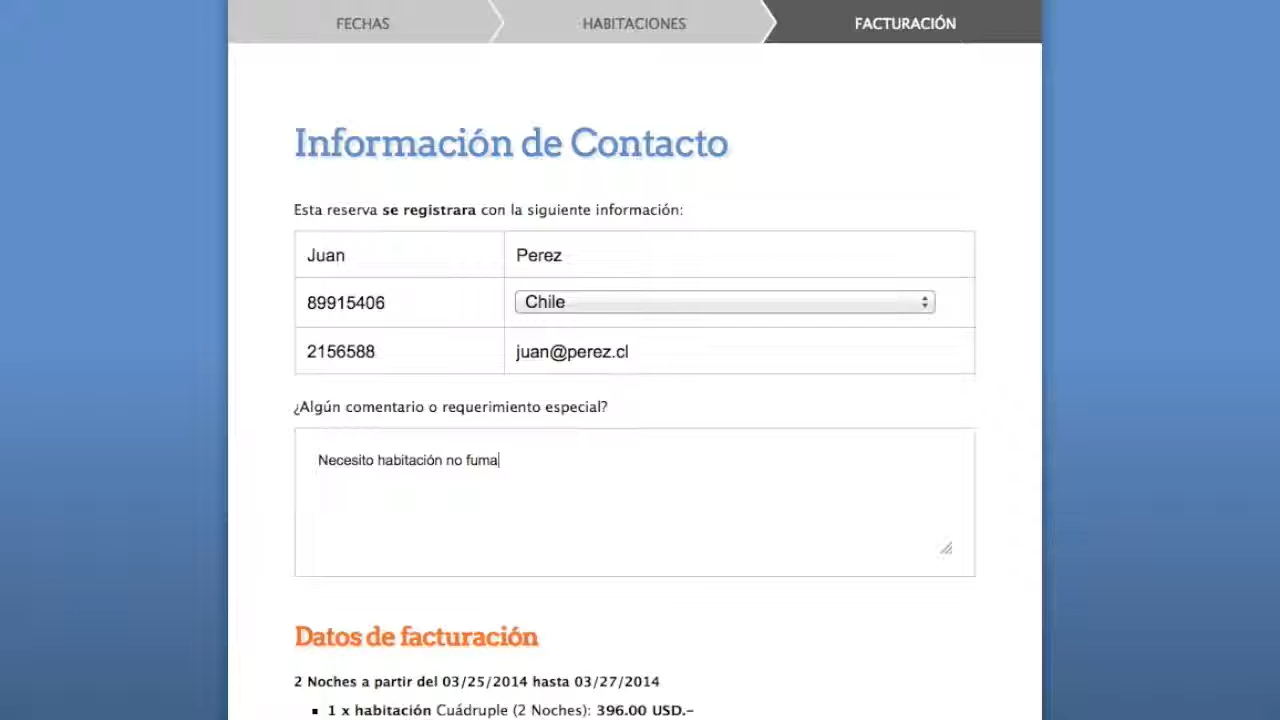 FECHAS HABITACIONES FACTURACIÓN
Información de Contacto
Esta reserva se registrara con la siguiente información:
Juan Perez
89915406 Chile
2156588 juan@perez.cl
¿Algún comentario o requerimiento especial?
Necesito habitación no fuma
Datos de facturación
2 Noches a partir del 03/25/2014 hasta 03/27/2014
▪ 1 x habitación Cuádruple (2 Noches): 396.00 USD.-